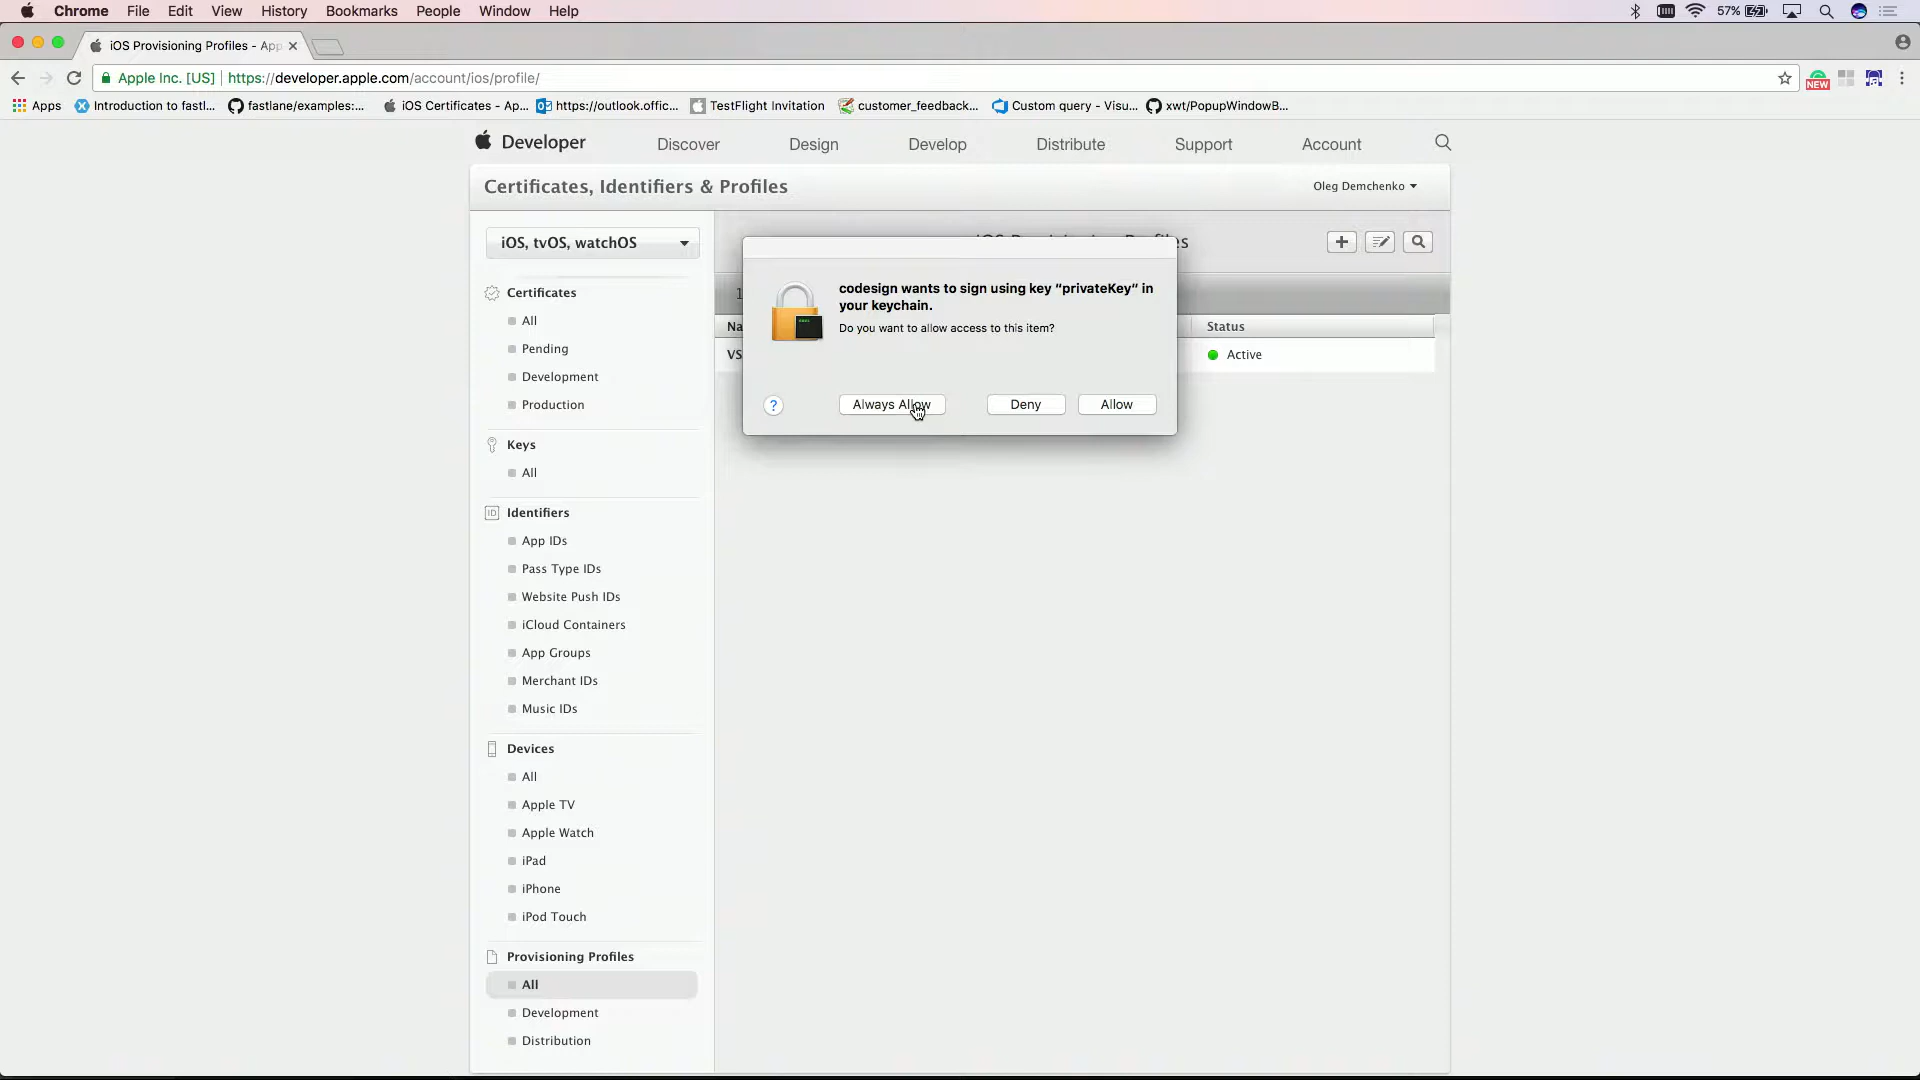 Chrome File Edit View History Bookmarks People Window Help 57%
iOS Provisioning Profiles - App
Apple Inc. [US] https://developer.apple.com/account/ios/profile/
NEW
Apps Introduction to fastl... fastlane/examples:... iOS Certificates - Ap... https://outlook.offic... TestFlight Invitation customer_feedback... Custom query - Visu... xwt/PopupWindowB...
Developer Discover Design Develop Distribute Support Account
Certificates, Identifiers & Profiles Oleg Demchenko
iOS, tvOS, watchOS
Certificates
All
Pending
Development
Production
Keys
All
ID Identifiers
App IDs
Pass Type IDs
Website Push IDs
iCloud Containers
App Groups
Merchant IDs
Music IDs
Devices
All
Apple TV
Apple Watch
iPad
iPhone
iPod Touch
Provisioning Profiles
All
Development
Distribution
codesign wants to sign using key “privateKey” in
your keychain.
Do you want to allow access to this item?
? Always Allow Deny Allow
Na Status
VS Active